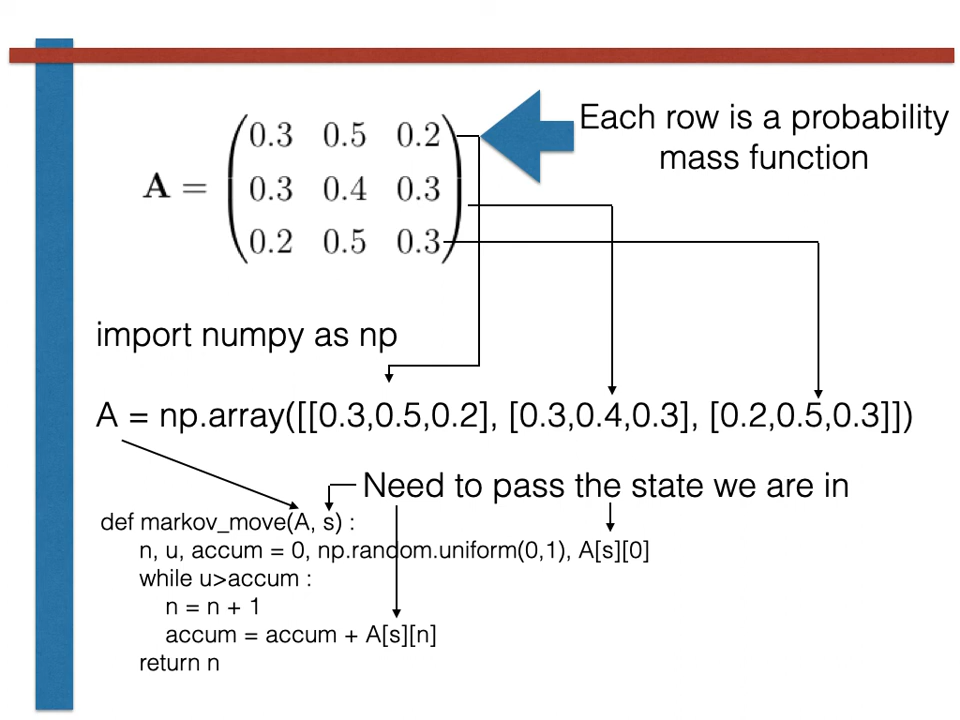 Each row is a probability
mass function
A = 
0.3 0.5 0.2
0.3 0.4 0.3
0.2 0.5 0.3
import numpy as np
A = np.array([[0.3,0.5,0.2], [0.3,0.4,0.3], [0.2,0.5,0.3]])
Need to pass the state we are in
def markov_move(A, s) :
n, u, accum = 0, np.random.uniform(0,1), A[s][0]
while u>accum :
n = n + 1
accum = accum + A[s][n]
return n